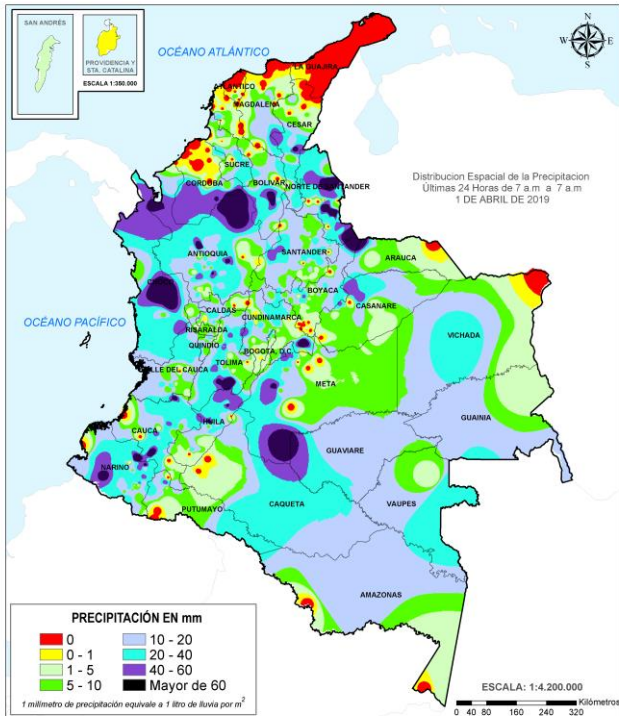 SAN ANDRÉS
PROVIDENCIA Y
STA. CATALINA
ESCALA 1:350.000
OCÉANO ATLÁNTICO
N
W
E
S
LA GUAJIRA
ATLANTICO
MAGDALENA
CESAR
SUCRE
CORDOBA
BOLIVAR
NORTE DE SANTANDER
Distribucion Espacial de la Precipitacion
Últimas 24 Horas de 7 a.m a 7 a.m
1 DE ABRIL DE 2019
ANTIOQUIA
SANTANDER
ARAUCA
BOYACA
CASANARE
OCÉANO PACÍFICO
CALDAS
CUNDINAMARCA
RISARALDA
VICHADA
QUINDIO
BOGOTA, D.C
TOLIMA
VALLE DEL CAUCA
META
GUAINIA
CAUCA
HUILA
GUAVIARE
NARIÑO
CAQUETA
VAUPES
PUTUMAYO
AMAZONAS
PRECIPITACIÓN EN mm
0
0 - 1
1 - 5
5 - 10
10 - 20
20 - 40
40 - 60
Mayor de 60
1 milímetro de precipitación equivale a 1 litro de lluvia por m²
ESCALA: 1:4.200.000
Kilómetros
0 40 80 160 240 320